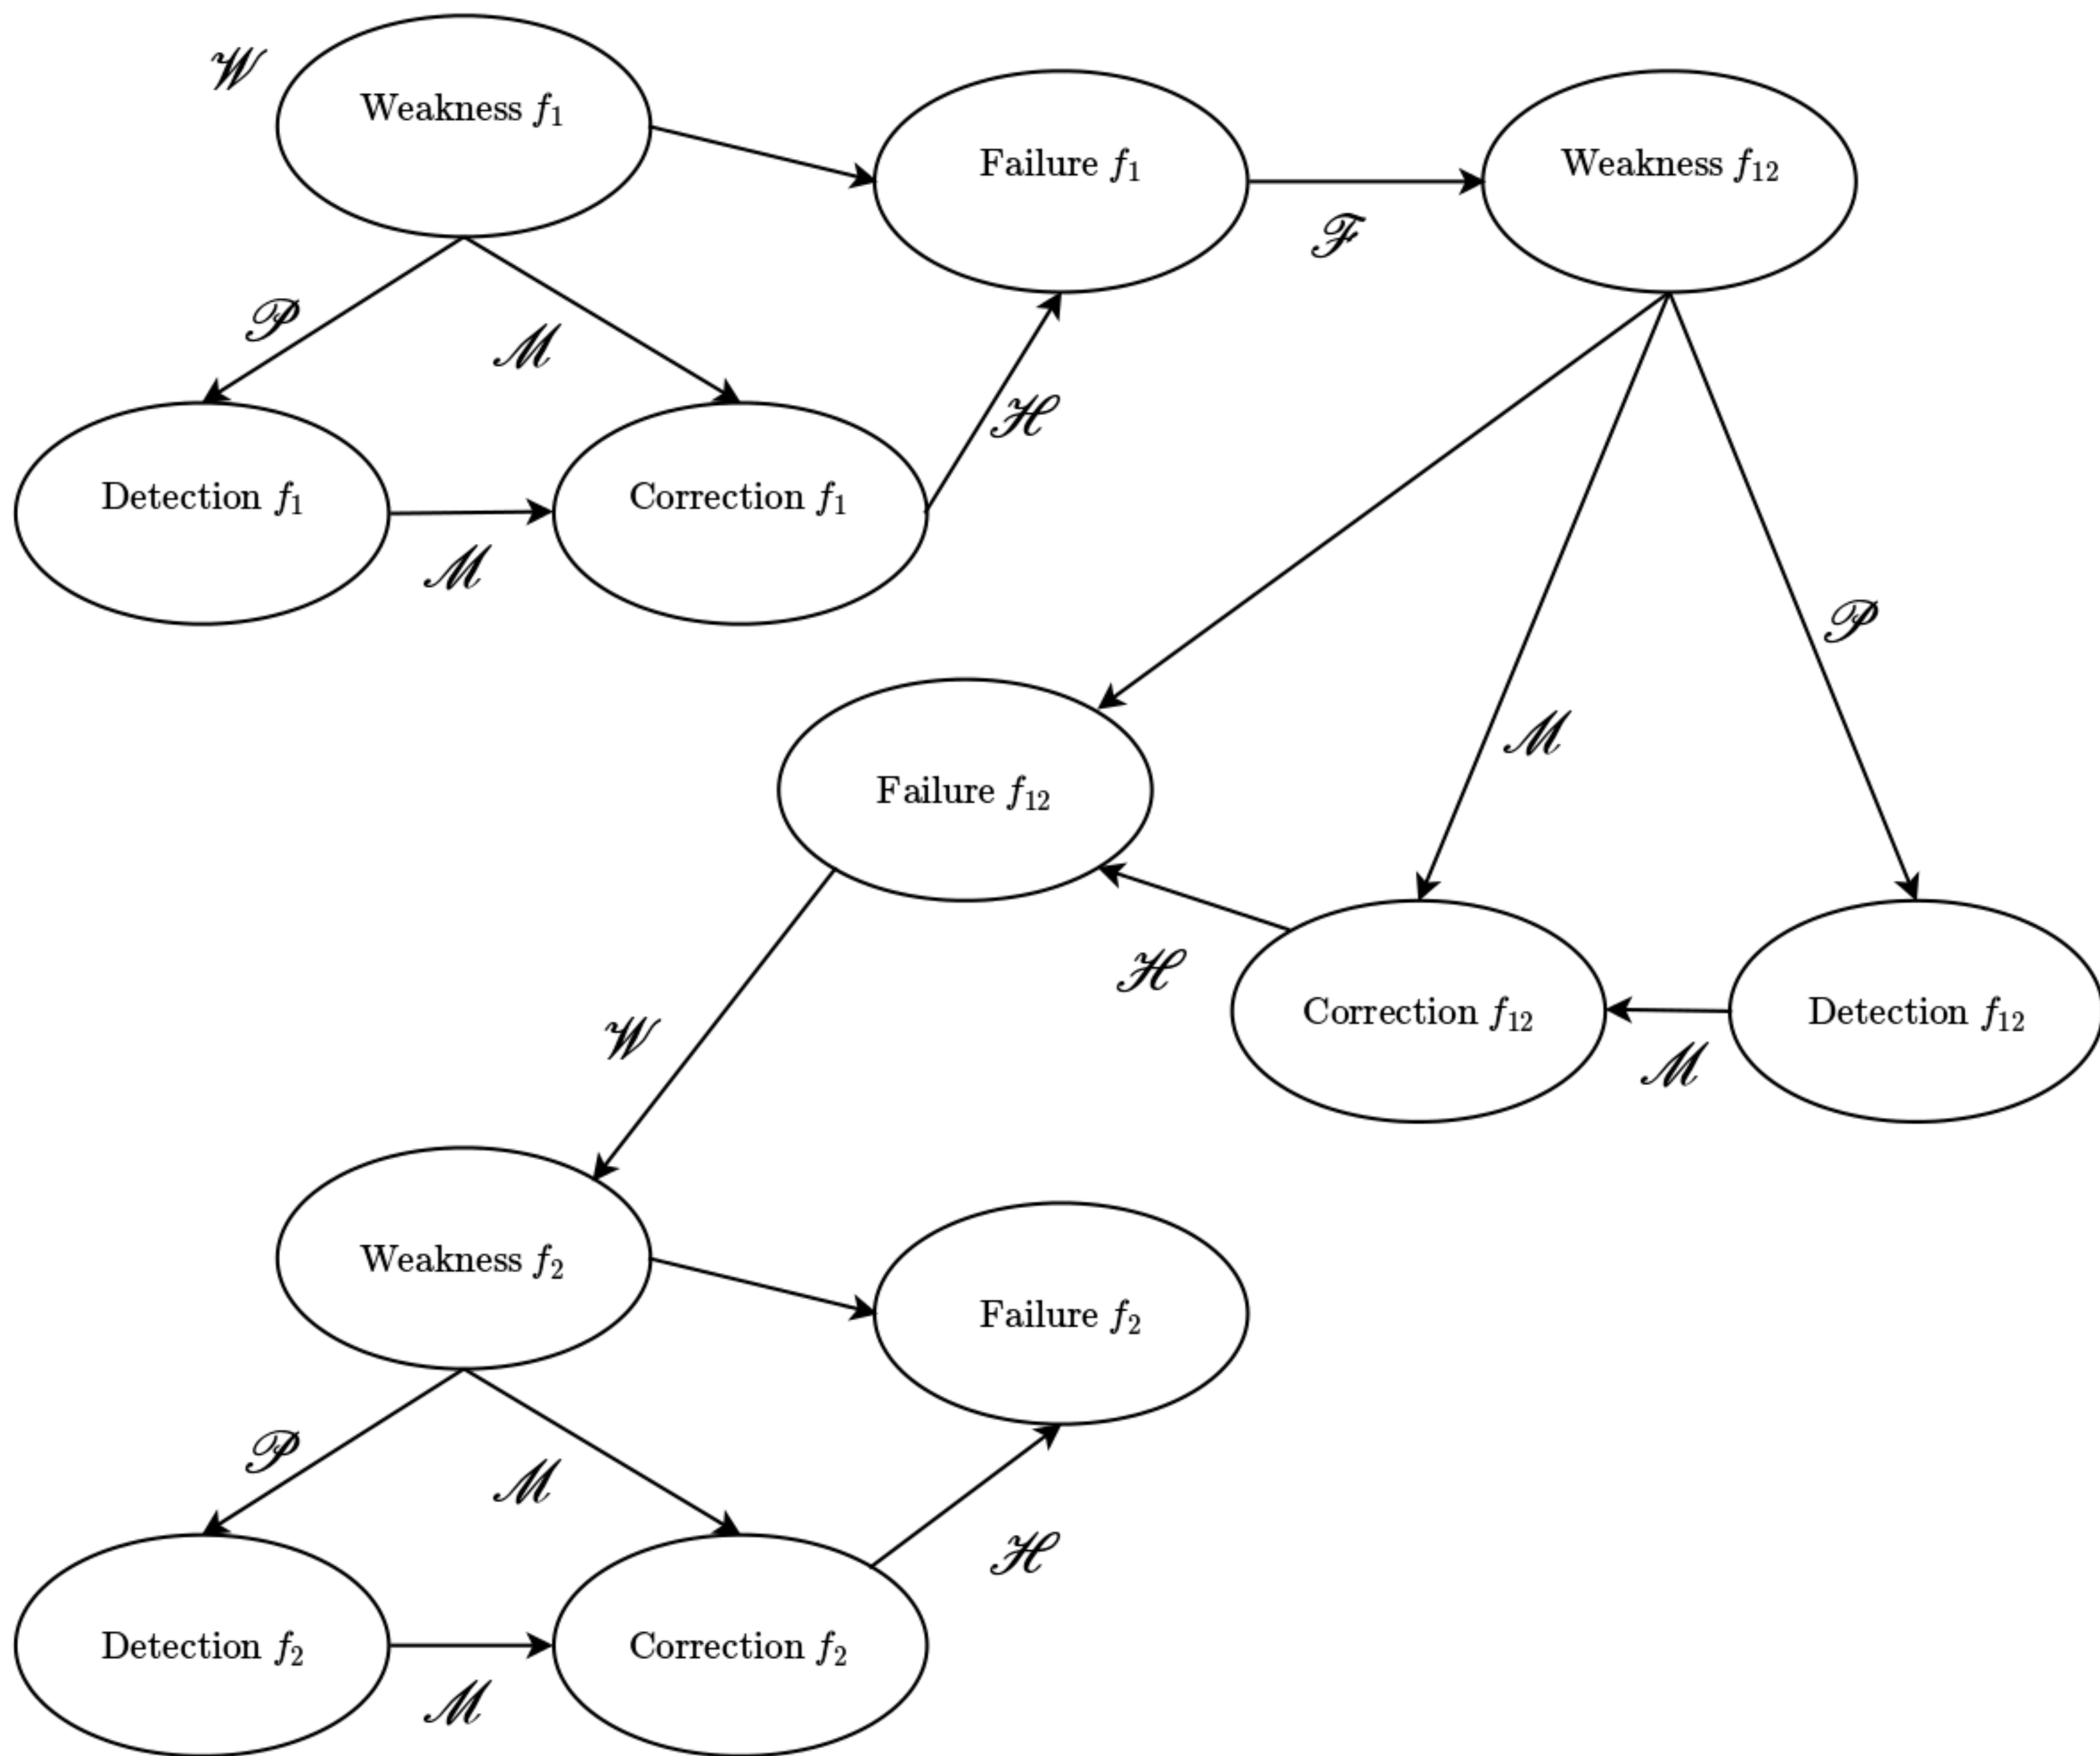 𝒲
Weakness f₁
Failure f₁
Weakness f₁₂
ℱ
𝒫
ℳ
ℋ
Detection f₁
Correction f₁
ℳ
𝒫
ℳ
Failure f₁₂
ℋ
Correction f₁₂
Detection f₁₂
𝒲
ℳ
Weakness f₂
Failure f₂
𝒫
ℳ
ℋ
Detection f₂
Correction f₂
ℳ